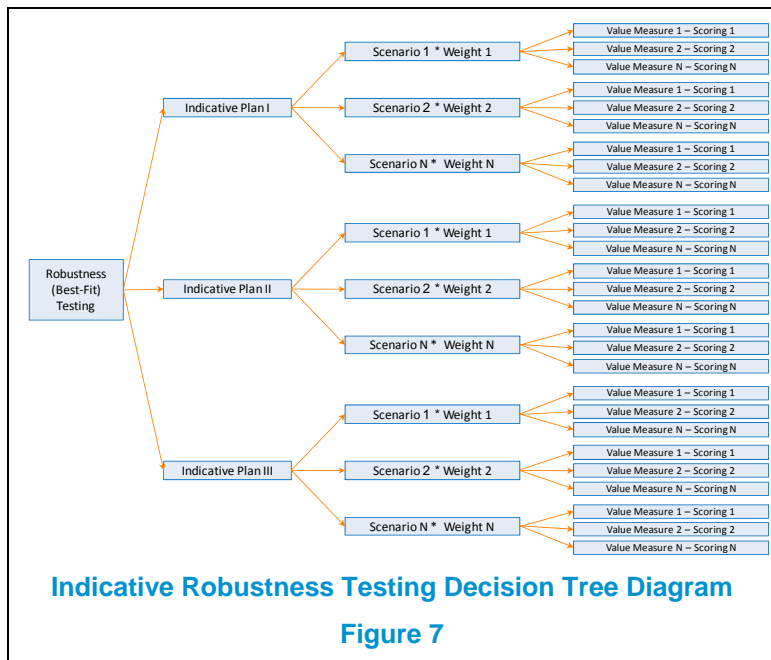 Robustness
(Best-Fit)
Testing
Indicative Plan I
Scenario 1 * Weight 1
Value Measure 1 – Scoring 1
Value Measure 2 – Scoring 2
Value Measure N – Scoring N
Scenario 2 * Weight 2
Value Measure 1 – Scoring 1
Value Measure 2 – Scoring 2
Value Measure N – Scoring N
Scenario N * Weight N
Value Measure 1 – Scoring 1
Value Measure 2 – Scoring 2
Value Measure N – Scoring N
Indicative Plan II
Scenario 1 * Weight 1
Value Measure 1 – Scoring 1
Value Measure 2 – Scoring 2
Value Measure N – Scoring N
Scenario 2 * Weight 2
Value Measure 1 – Scoring 1
Value Measure 2 – Scoring 2
Value Measure N – Scoring N
Scenario N * Weight N
Value Measure 1 – Scoring 1
Value Measure 2 – Scoring 2
Value Measure N – Scoring N
Indicative Plan III
Scenario 1 * Weight 1
Value Measure 1 – Scoring 1
Value Measure 2 – Scoring 2
Value Measure N – Scoring N
Scenario 2 * Weight 2
Value Measure 1 – Scoring 1
Value Measure 2 – Scoring 2
Value Measure N – Scoring N
Scenario N * Weight N
Value Measure 1 – Scoring 1
Value Measure 2 – Scoring 2
Value Measure N – Scoring N
Indicative Robustness Testing Decision Tree Diagram
Figure 7